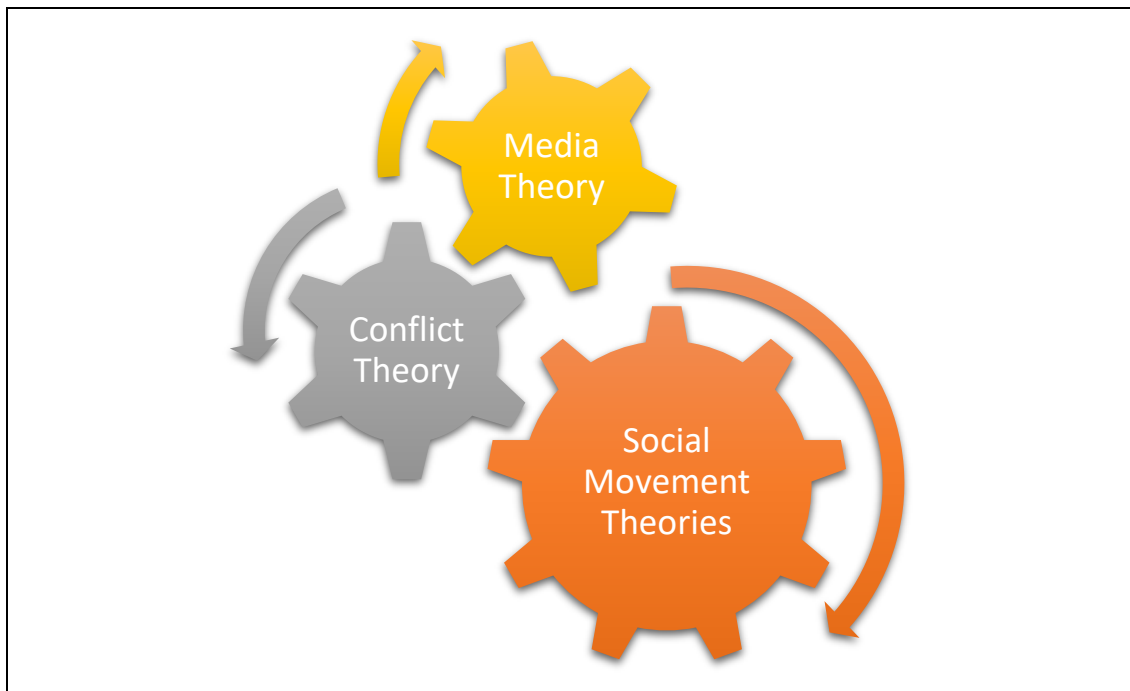 Media
Theory
Conflict
Theory
Social
Movement
Theories